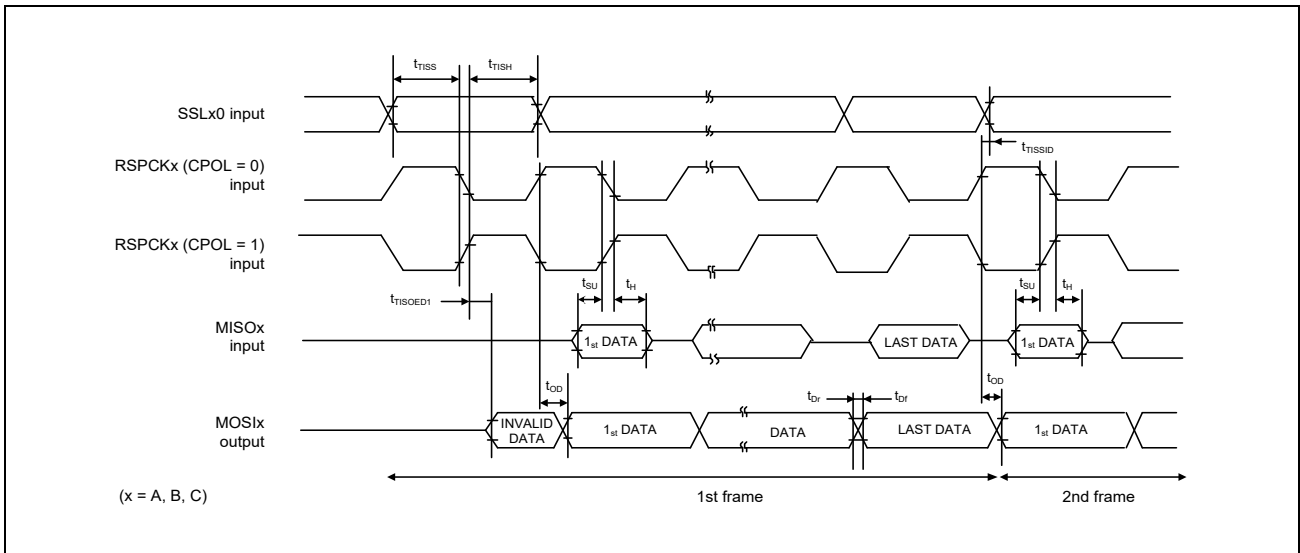 tTISS
tTISH
SSLx0 input
tTISSID
RSPCKx (CPOL = 0)
input
RSPCKx (CPOL = 1)
input
tSU
tH
tSU
tH
tTISOED1
MISOx
input
1st DATA
LAST DATA
1st DATA
tOD
tDr
tDf
tOD
MOSIx
output
INVALID
DATA
1st DATA
DATA
LAST DATA
1st DATA
(x = A, B, C)
1st frame
2nd frame